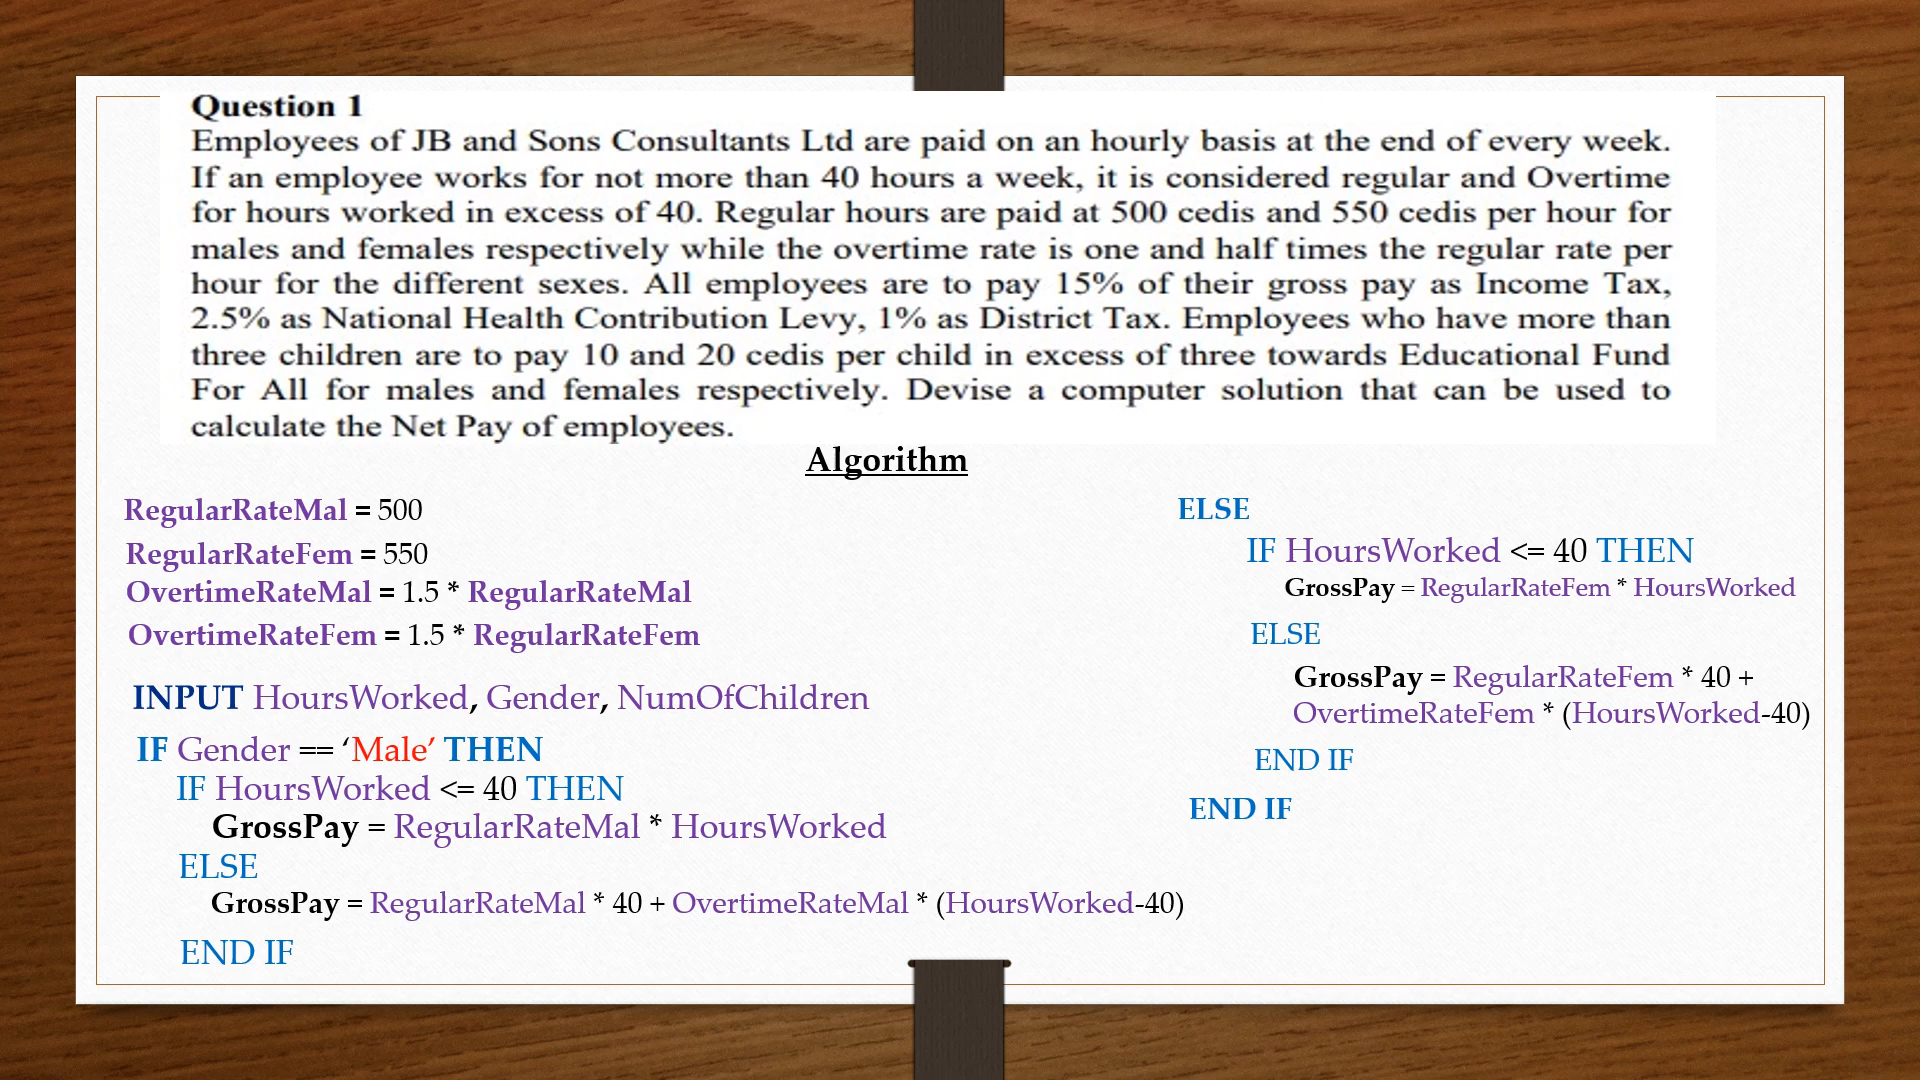 Question 1
Employees of JB and Sons Consultants Ltd are paid on an hourly basis at the end of every week.
If an employee works for not more than 40 hours a week, it is considered regular and Overtime
for hours worked in excess of 40. Regular hours are paid at 500 cedis and 550 cedis per hour for
males and females respectively while the overtime rate is one and half times the regular rate per
hour for the different sexes. All employees are to pay 15% of their gross pay as Income Tax,
2.5% as National Health Contribution Levy, 1% as District Tax. Employees who have more than
three children are to pay 10 and 20 cedis per child in excess of three towards Educational Fund
For All for males and females respectively. Devise a computer solution that can be used to
calculate the Net Pay of employees.
Algorithm
RegularRateMal = 500
RegularRateFem = 550
OvertimeRateMal = 1.5 * RegularRateMal
OvertimeRateFem = 1.5 * RegularRateFem
INPUT HoursWorked, Gender, NumOfChildren
IF Gender == ‘Male’ THEN
IF HoursWorked <= 40 THEN
GrossPay = RegularRateMal * HoursWorked
ELSE
GrossPay = RegularRateMal * 40 + OvertimeRateMal * (HoursWorked-40)
END IF
ELSE
IF HoursWorked <= 40 THEN
GrossPay = RegularRateFem * HoursWorked
ELSE
GrossPay = RegularRateFem * 40 +
OvertimeRateFem * (HoursWorked-40)
END IF
END IF